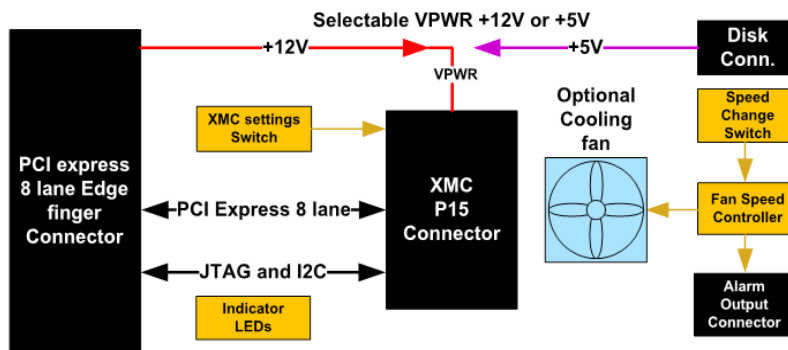 Selectable VPWR +12V or +5V
+12V
+5V
Disk
Conn.
VPWR
XMC settings
Switch
Optional
Cooling
fan
Speed
Change
Switch
PCI express
8 lane Edge
finger
Connector
XMC
P15
Connector
PCI Express 8 lane
Fan Speed
Controller
JTAG and I2C
Indicator
LEDs
Alarm
Output
Connector